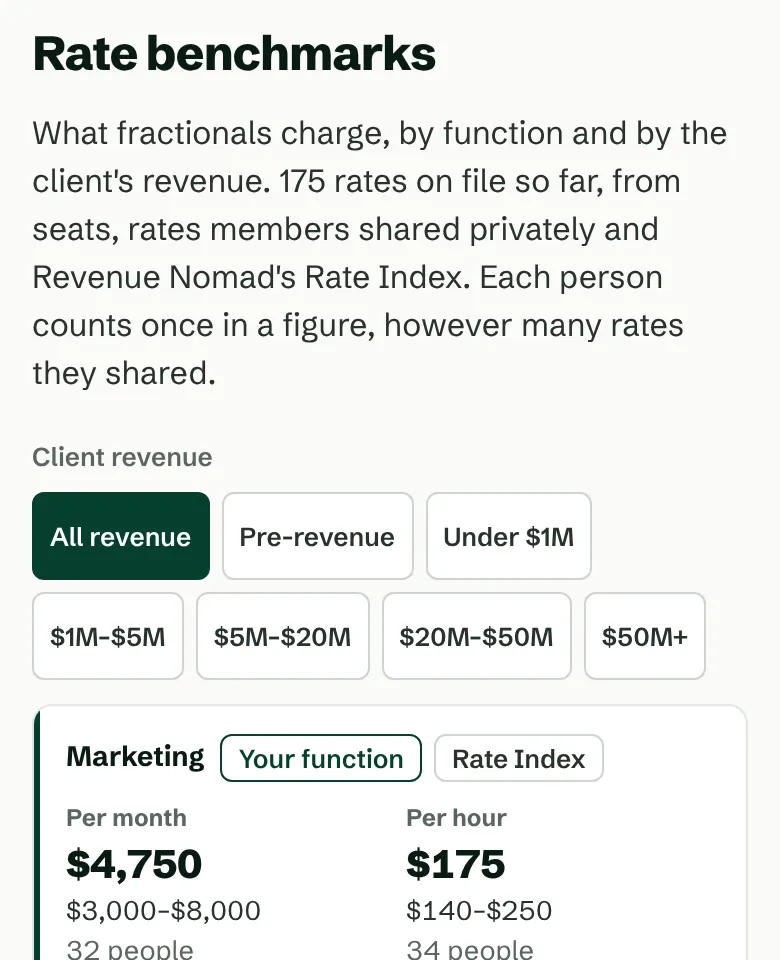 Rate benchmarks
What fractionals charge, by function and by the
client's revenue. 175 rates on file so far, from
seats, rates members shared privately and
Revenue Nomad's Rate Index. Each person
counts once in a figure, however many rates
they shared.
Client revenue
All revenue
Pre-revenue
Under $1M
$1M–$5M
$5M–$20M
$20M–$50M
$50M+
Marketing
Your function
Rate Index
Per month
Per hour
$4,750
$175
$3,000–$8,000
$140–$250
32 people
34 people